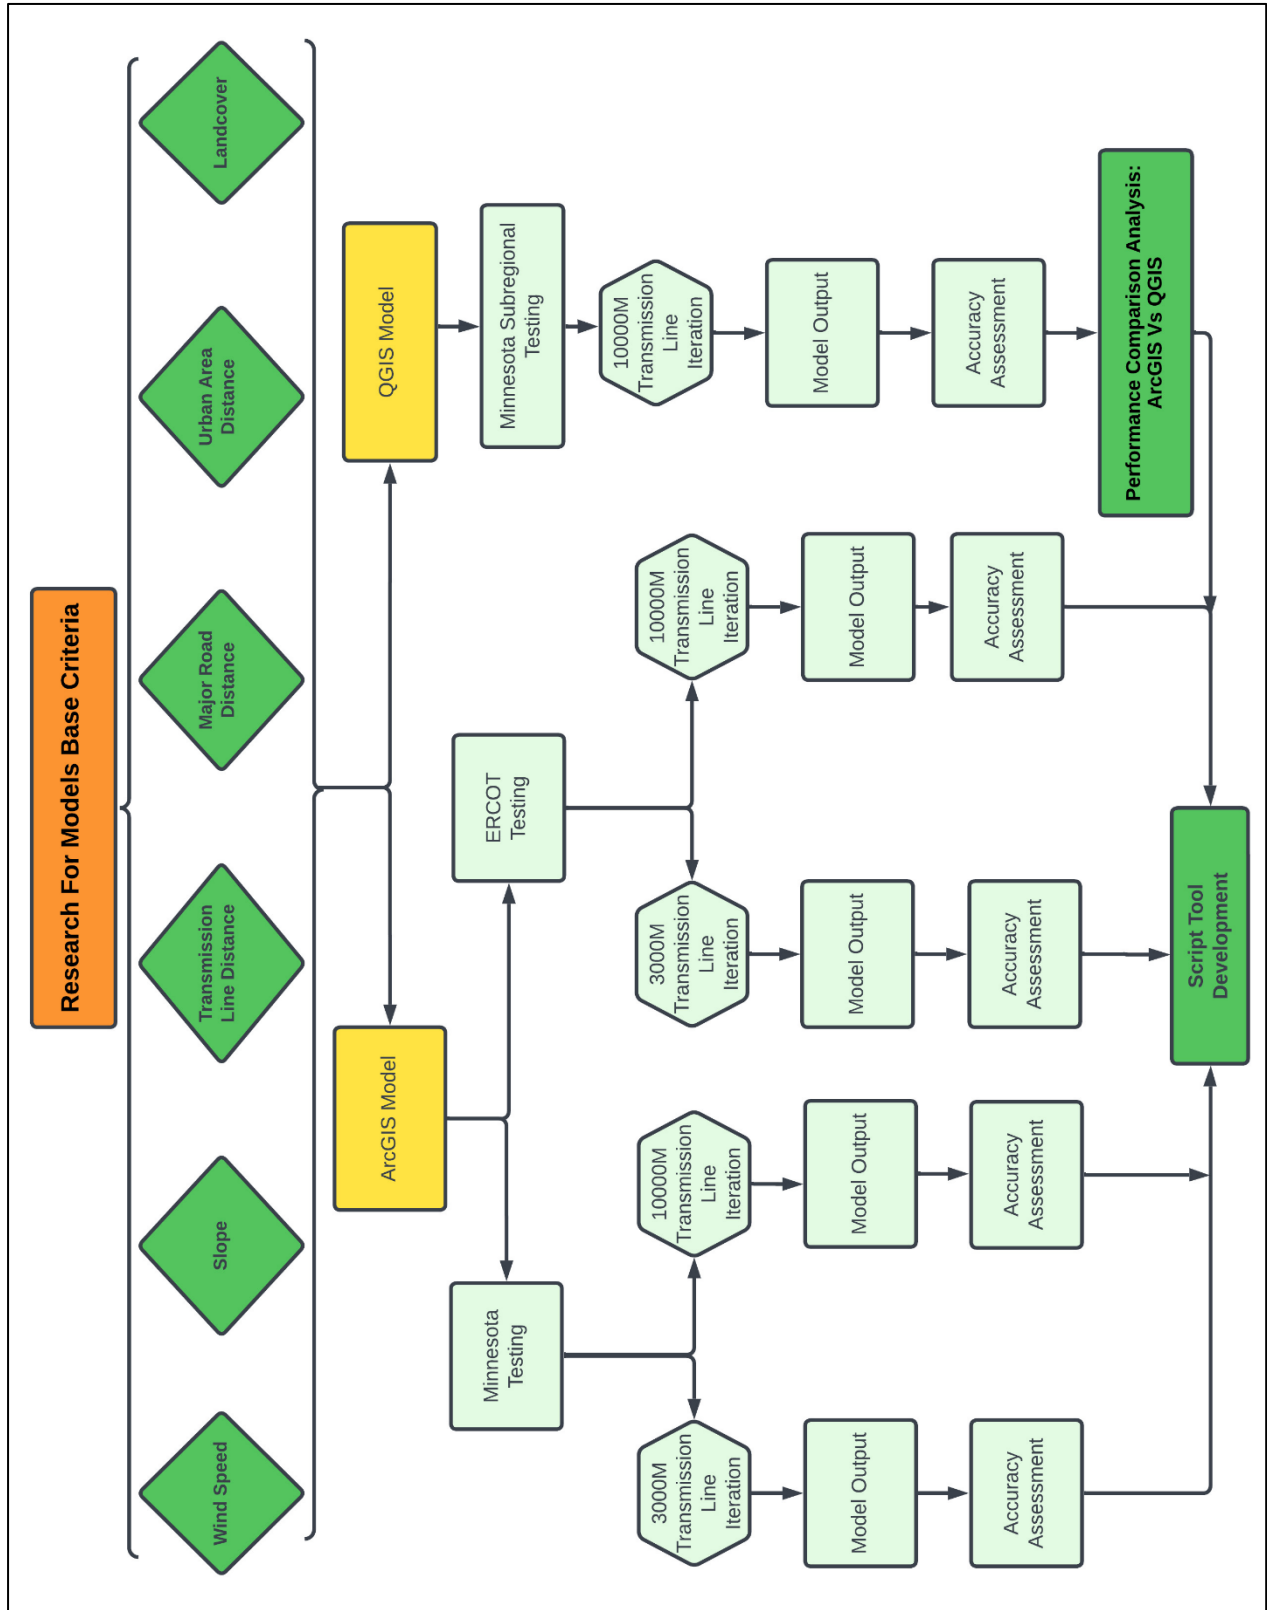 Research For Models Base Criteria
Wind Speed
Slope
Transmission
Line Distance
Major Road
Distance
Urban Area
Distance
Landcover
ArcGIS Model
QGIS Model
Minnesota
Testing
ERCOT
Testing
Minnesota Subregional
Testing
3000M
Transmission
Line
Iteration
10000M
Transmission
Line
Iteration
3000M
Transmission
Line
Iteration
10000M
Transmission
Line
Iteration
10000M
Transmission
Line
Iteration
Model Output
Model Output
Model Output
Model Output
Model Output
Accuracy
Assessment
Accuracy
Assessment
Accuracy
Assessment
Accuracy
Assessment
Accuracy
Assessment
Performance Comparison Analysis:
ArcGIS Vs QGIS
Script Tool
Development